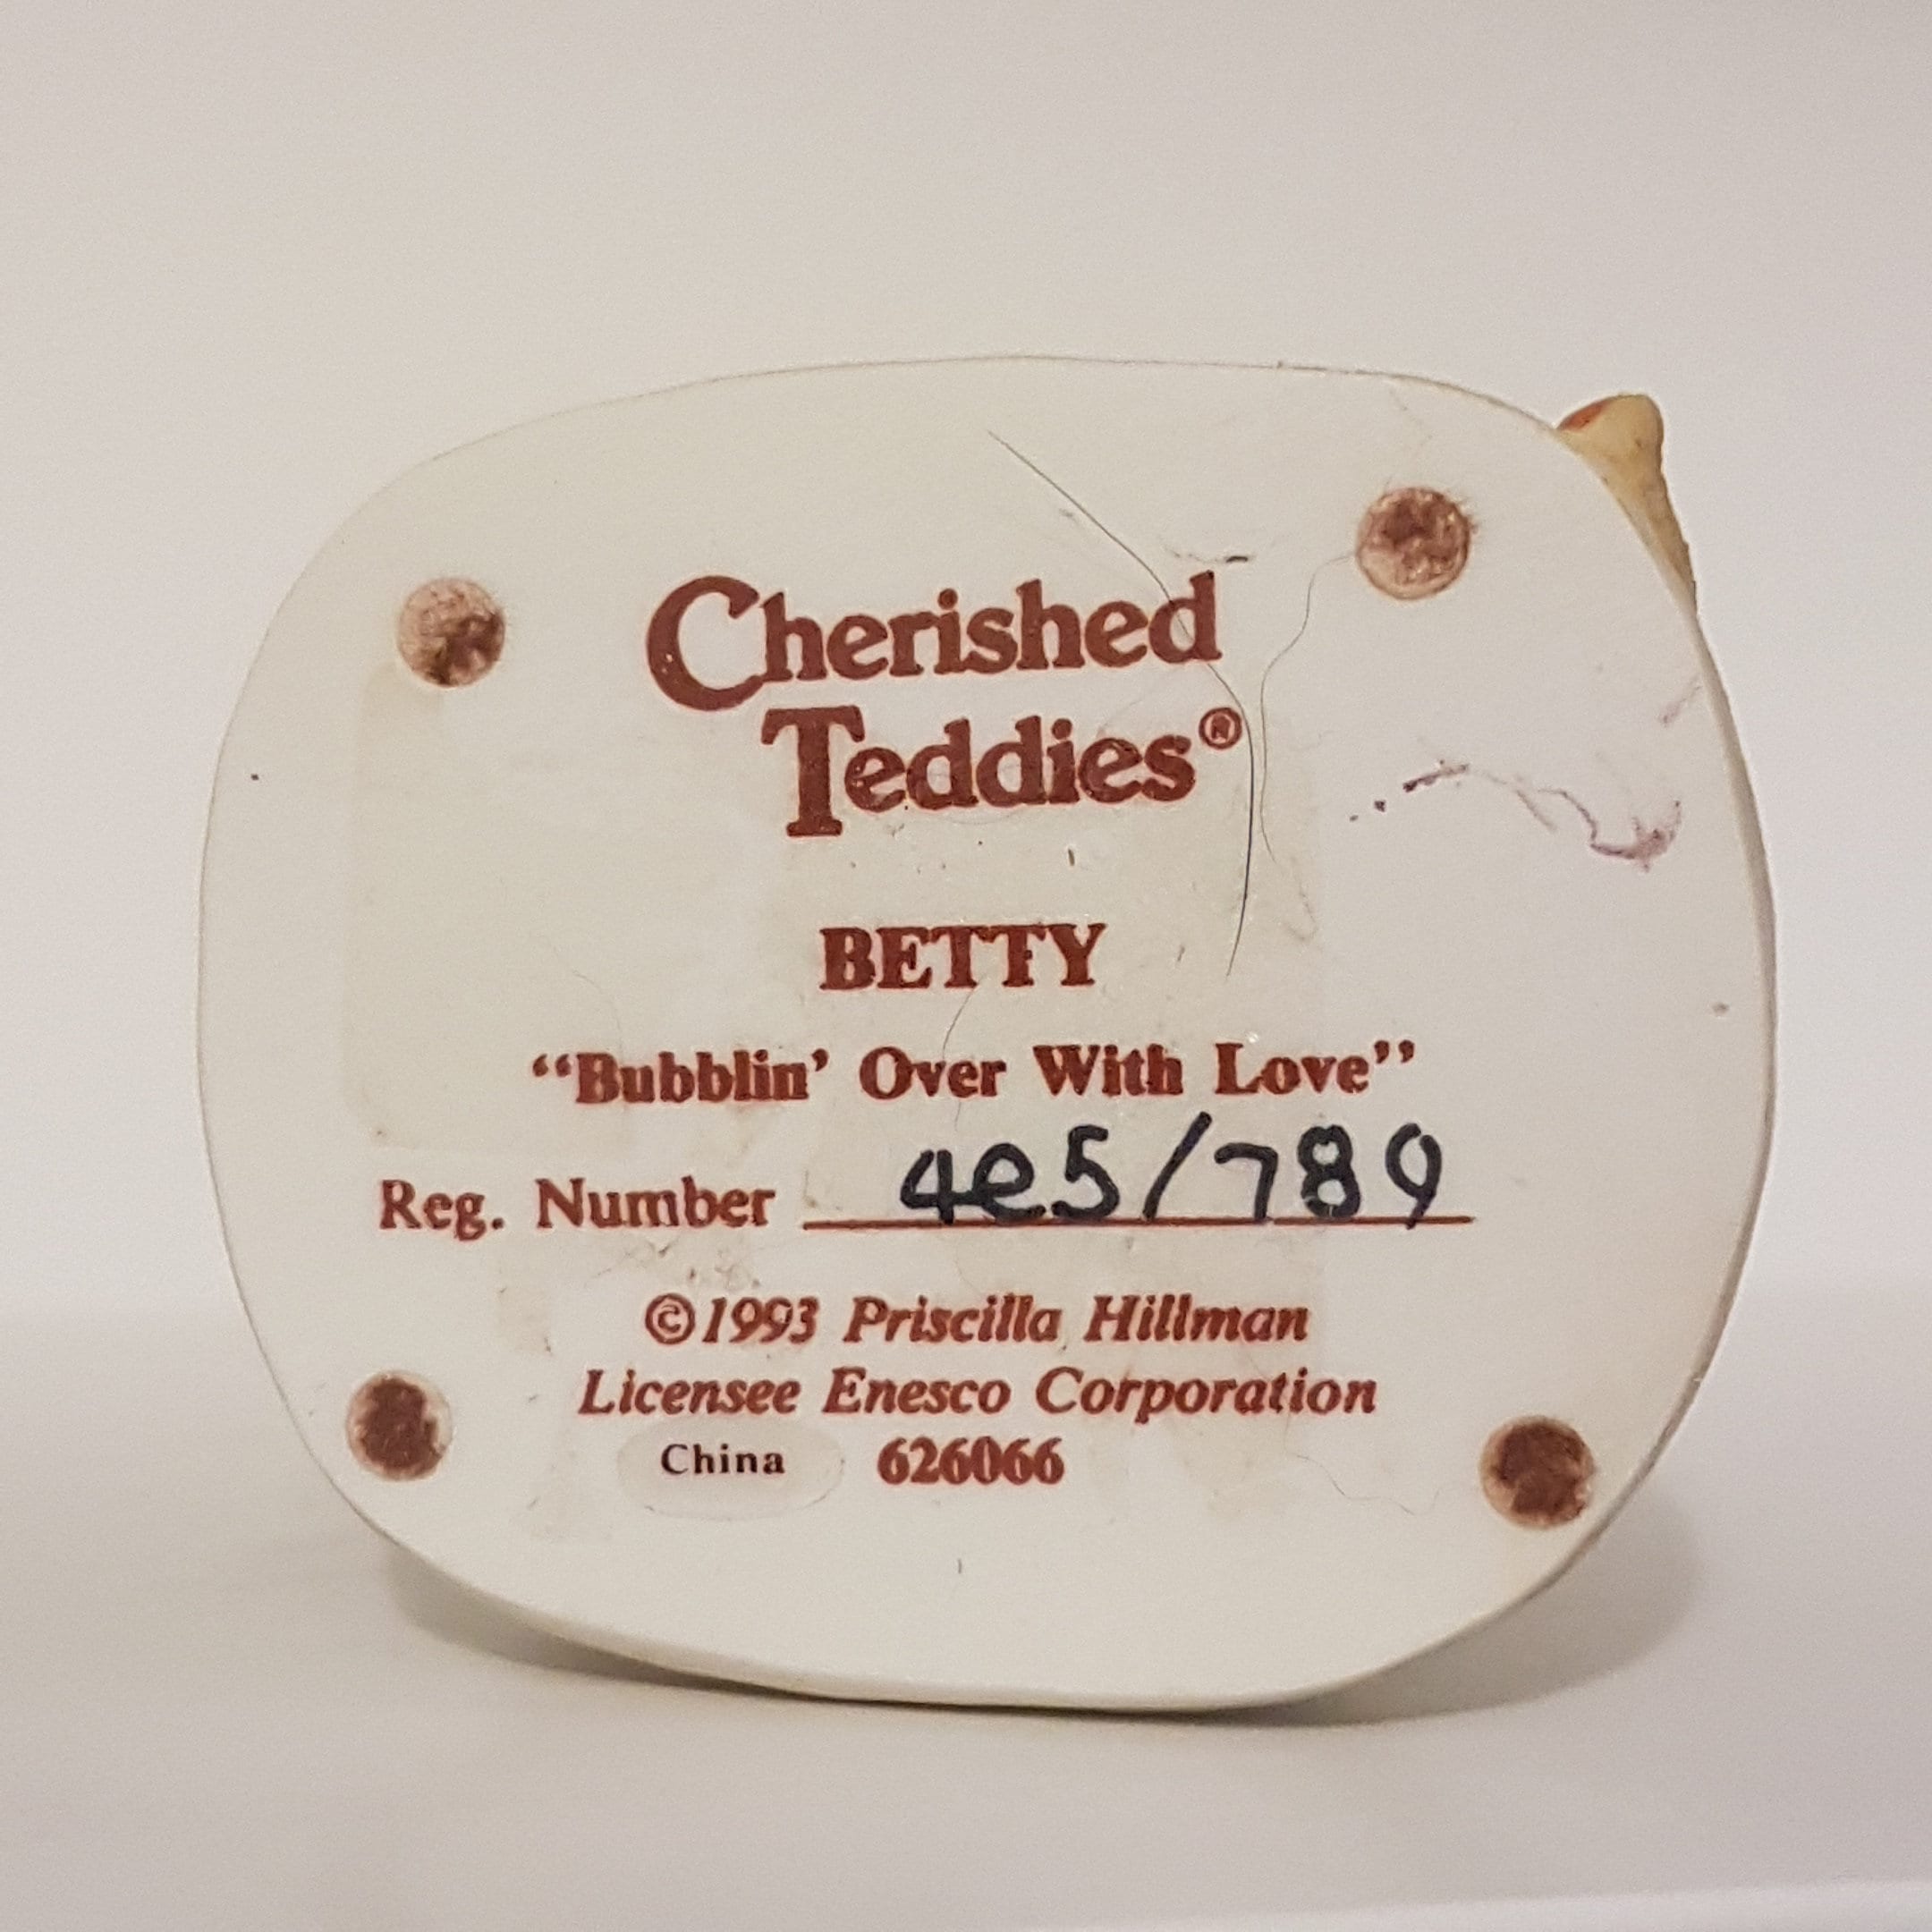 Cherished
Teddies®
BETTY
“Bubblin’ Over With Love”
Reg. Number 4e5/789
©1993 Priscilla Hillman
Licensee Enesco Corporation
China 626066